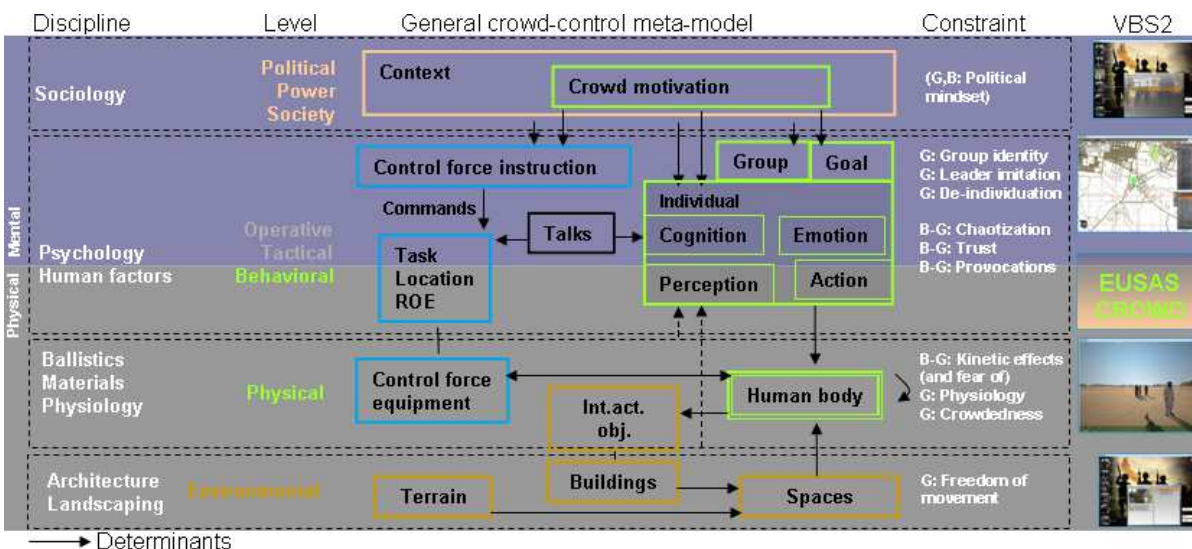 Discipline
Level
General crowd-control meta-model
Constraint
VBS2
Mental
Physical
Sociology
Political
Power
Society
Context
Crowd motivation
(G,B: Political
mindset)
Psychology
Human factors
Operative
Tactical
Behavioral
Control force instruction
Commands
Talks
Task
Location
ROE
Group
Goal
Individual
Cognition
Emotion
Perception
Action
G: Group identity
G: Leader imitation
G: De-individuation
B-G: Chaotization
B-G: Trust
B-G: Provocations
EUSAS
CROWD
Ballistics
Materials
Physiology
Physical
Control force
equipment
Int.act.
obj.
Human body
B-G: Kinetic effects
(and fear of)
G: Physiology
G: Crowdedness
Architecture
Landscaping
Environmental
Terrain
Buildings
Spaces
G: Freedom of
movement
Determinants